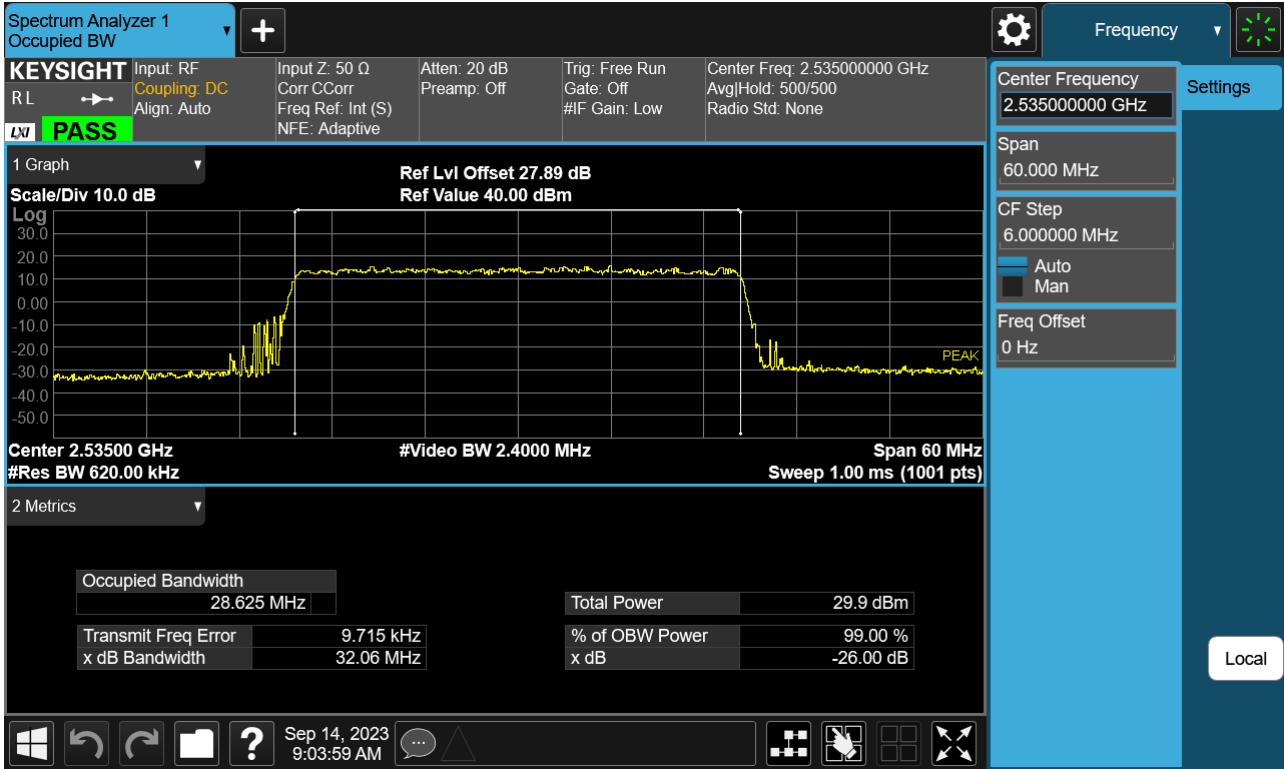 Spectrum Analyzer 1
Occupied BW
▼
+
Frequency
▼
KEYSIGHT
R L
LXI
PASS
Input: RF
Coupling: DC
Align: Auto
Input Z: 50 Ω
Corr CCorr
Freq Ref: Int (S)
NFE: Adaptive
Atten: 20 dB
Preamp: Off
Trig: Free Run
Gate: Off
#IF Gain: Low
Center Freq: 2.535000000 GHz
Avg|Hold: 500/500
Radio Std: None
1 Graph
Scale/Div 10.0 dB
Ref Lvl Offset 27.89 dB
Ref Value 40.00 dBm
Log
30.0
20.0
10.0
0.00
-10.0
-20.0
-30.0
-40.0
-50.0
PEAK
Center 2.53500 GHz
#Video BW 2.4000 MHz
Span 60 MHz
#Res BW 620.00 kHz
Sweep 1.00 ms (1001 pts)
2 Metrics
Occupied Bandwidth
28.625 MHz
Total Power 29.9 dBm
Transmit Freq Error 9.715 kHz
% of OBW Power 99.00 %
x dB Bandwidth 32.06 MHz
x dB -26.00 dB
Center Frequency
2.535000000 GHz
Span
60.000 MHz
CF Step
6.000000 MHz
Auto
Man
Freq Offset
0 Hz
Settings
Local
?
Sep 14, 2023
9:03:59 AM